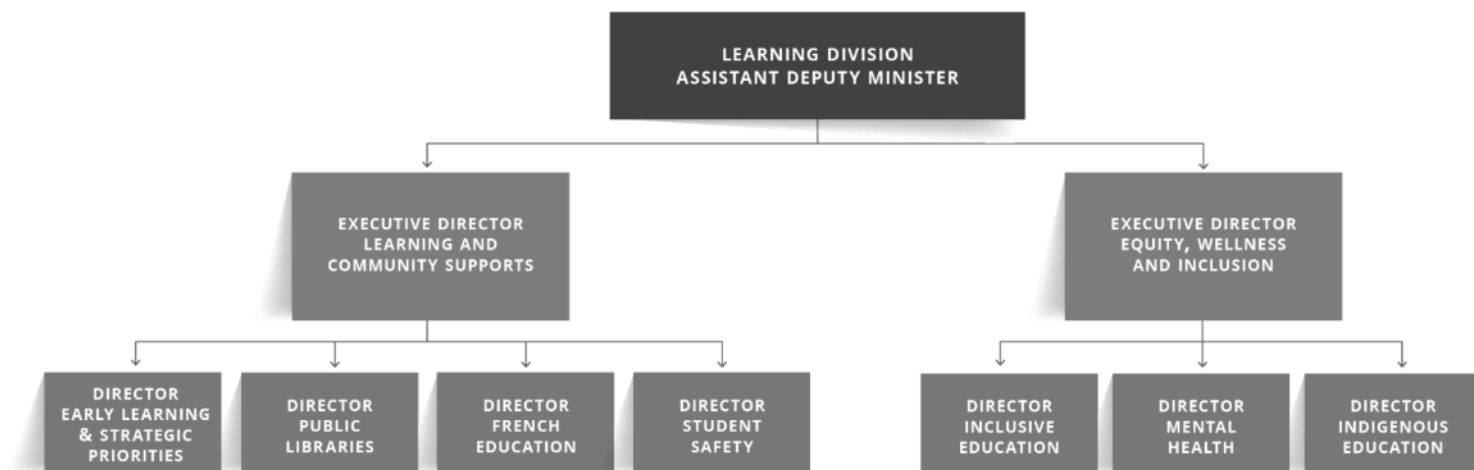 LEARNING DIVISION
ASSISTANT DEPUTY MINISTER
EXECUTIVE DIRECTOR
LEARNING AND
COMMUNITY SUPPORTS
EXECUTIVE DIRECTOR
EQUITY, WELLNESS
AND INCLUSION
DIRECTOR
EARLY LEARNING
& STRATEGIC
PRIORITIES
DIRECTOR
PUBLIC
LIBRARIES
DIRECTOR
FRENCH
EDUCATION
DIRECTOR
STUDENT
SAFETY
DIRECTOR
INCLUSIVE
EDUCATION
DIRECTOR
MENTAL
HEALTH
DIRECTOR
INDIGENOUS
EDUCATION